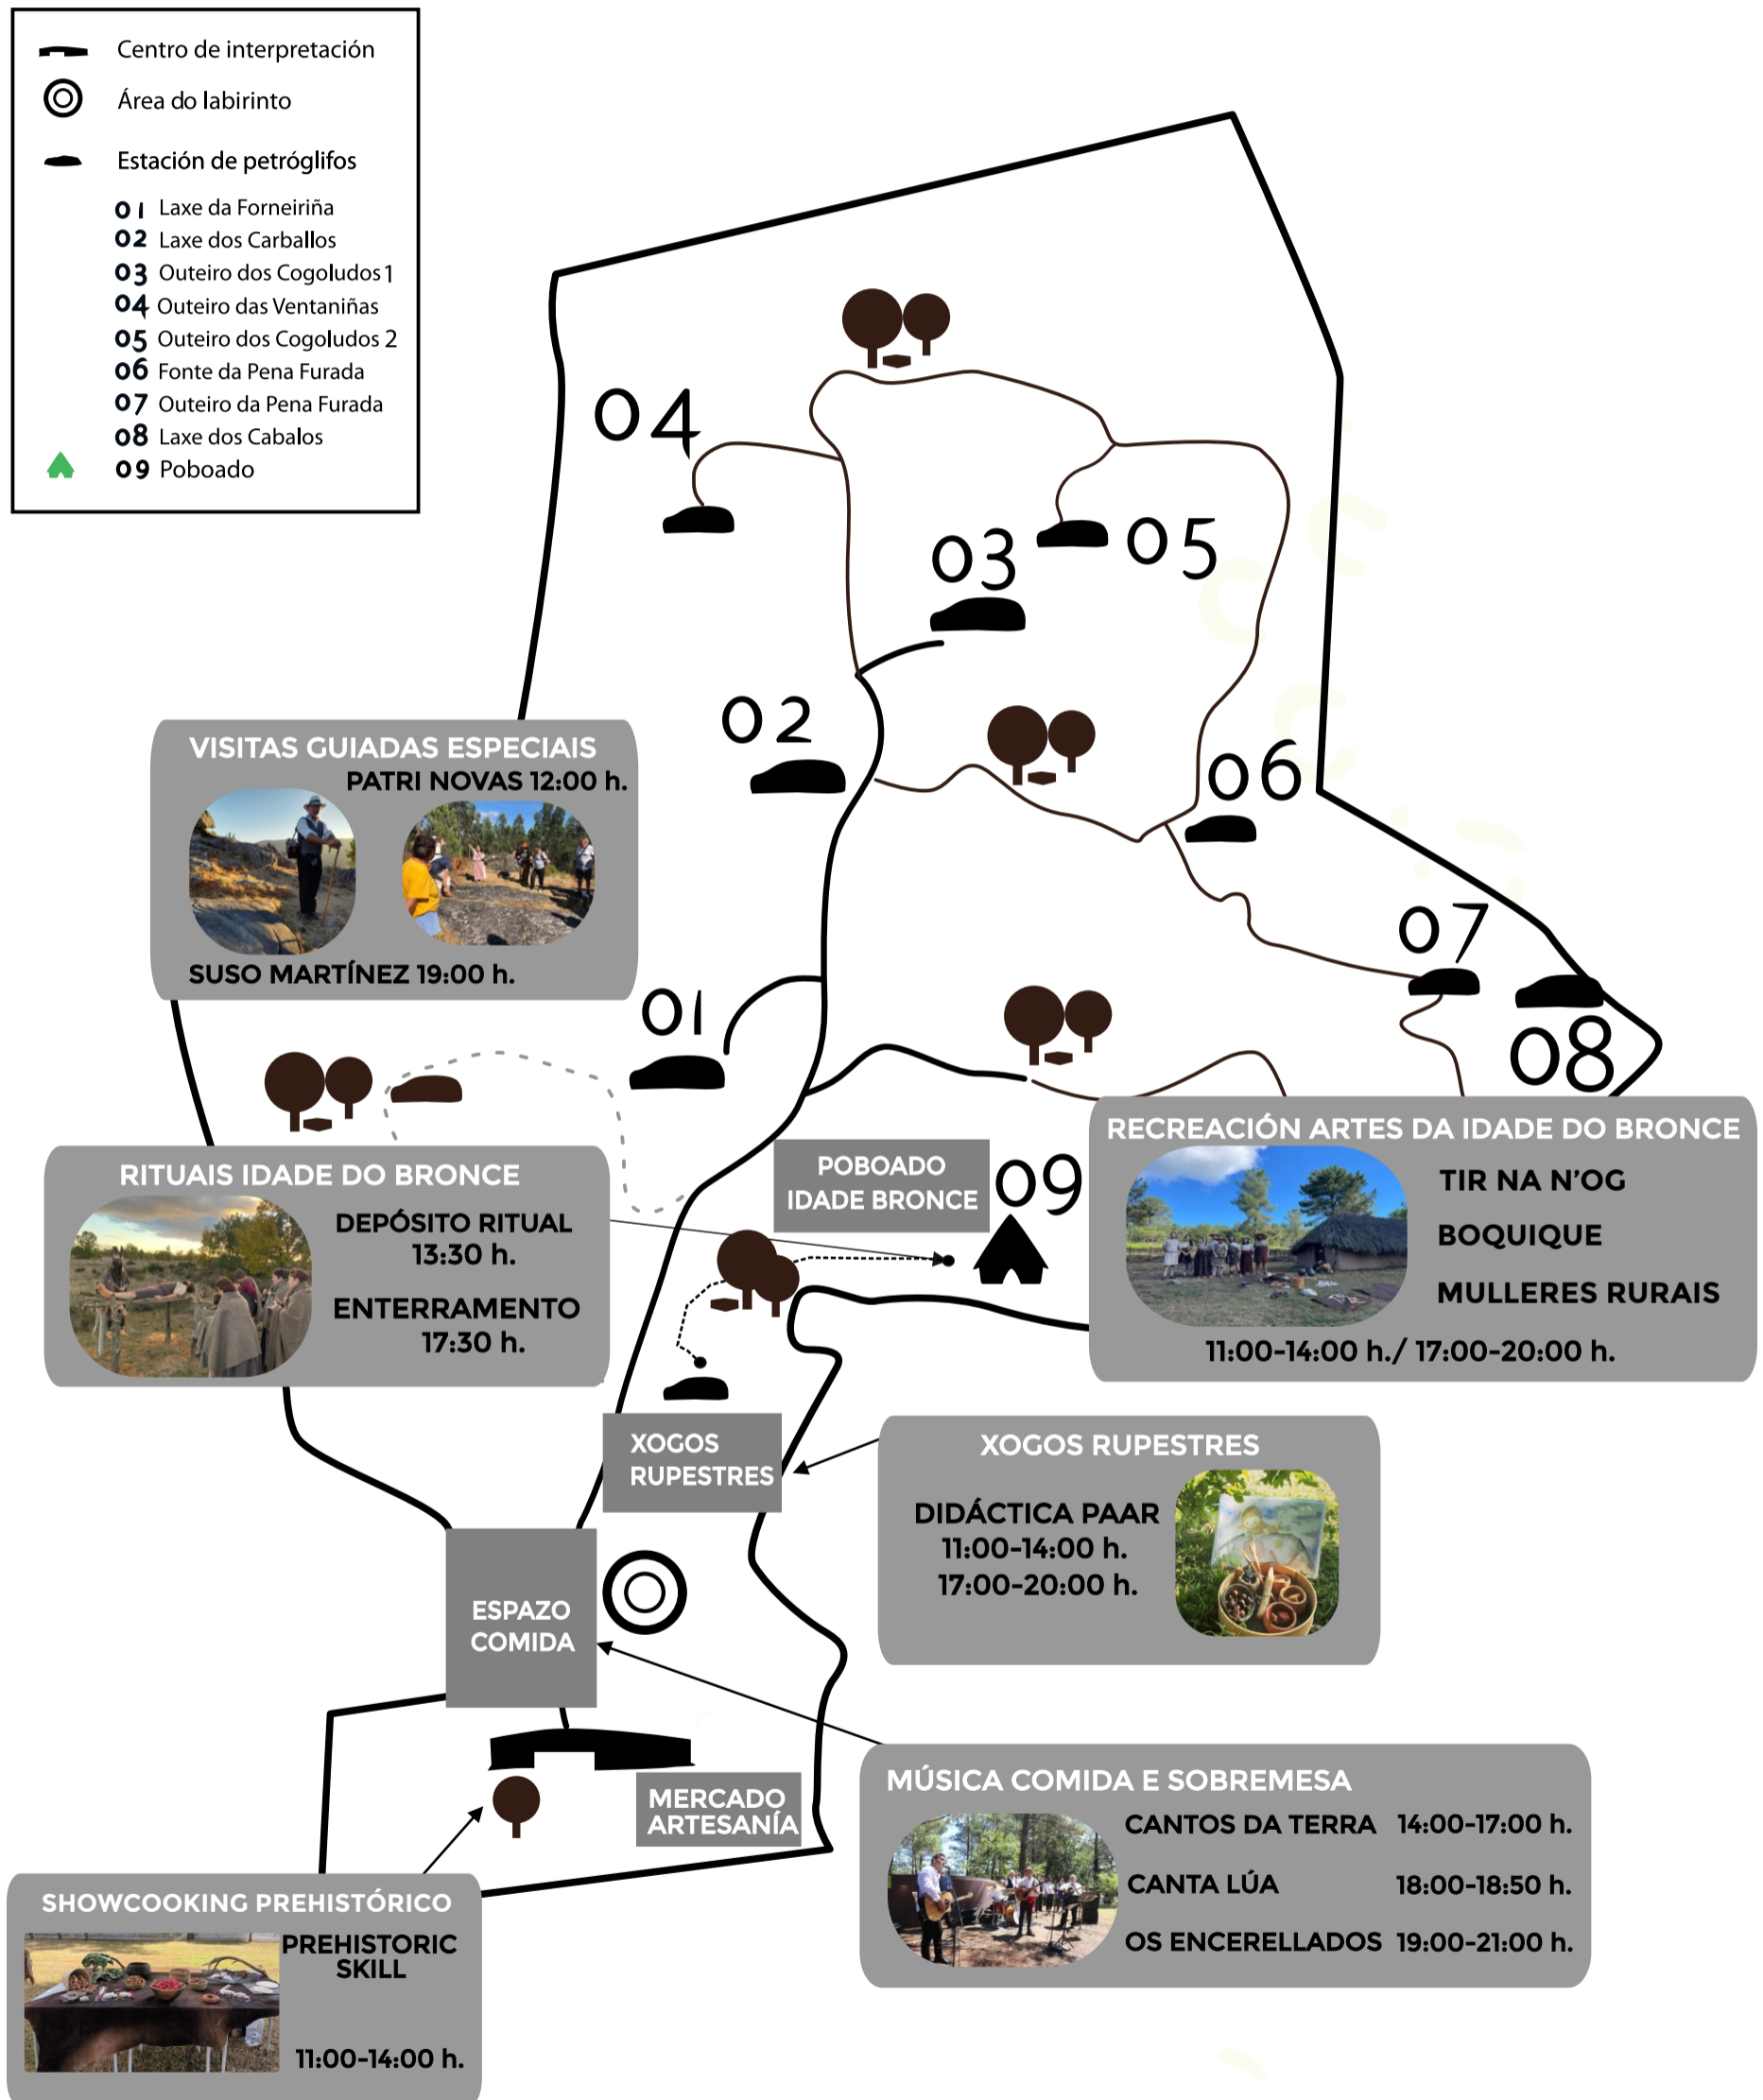 Centro de interpretación
Área do labirinto
Estación de petróglifos
01 Laxe da Forneiriña
02 Laxe dos Carballos
03 Outeiro dos Cogoludos 1
04 Outeiro das Ventaniñas
05 Outeiro dos Cogoludos 2
06 Fonte da Pena Furada
07 Outeiro da Pena Furada
08 Laxe dos Cabalos
09 Poboado
04
03
05
02
06
VISITAS GUIADAS ESPECIAIS
PATRI NOVAS 12:00 h.
SUSO MARTÍNEZ 19:00 h.
07
01
08
RITUAIS IDADE DO BRONCE
DEPÓSITO RITUAL
13:30 h.
ENTERRAMENTO
17:30 h.
POBOADO
IDADE BRONCE
09
RECREACIÓN ARTES DA IDADE DO BRONCE
TIR NA N'OG
BOQUIQUE
MULLERES RURAIS
11:00-14:00 h./ 17:00-20:00 h.
XOGOS
RUPESTRES
XOGOS RUPESTRES
DIDÁCTICA PAAR
11:00-14:00 h.
17:00-20:00 h.
ESPAZO
COMIDA
MERCADO
ARTESANÍA
MÚSICA COMIDA E SOBREMESA
CANTOS DA TERRA 14:00-17:00 h.
CANTA LÚA 18:00-18:50 h.
OS ENCERELLADOS 19:00-21:00 h.
SHOWCOOKING PREHISTÓRICO
PREHISTORIC
SKILL
11:00-14:00 h.